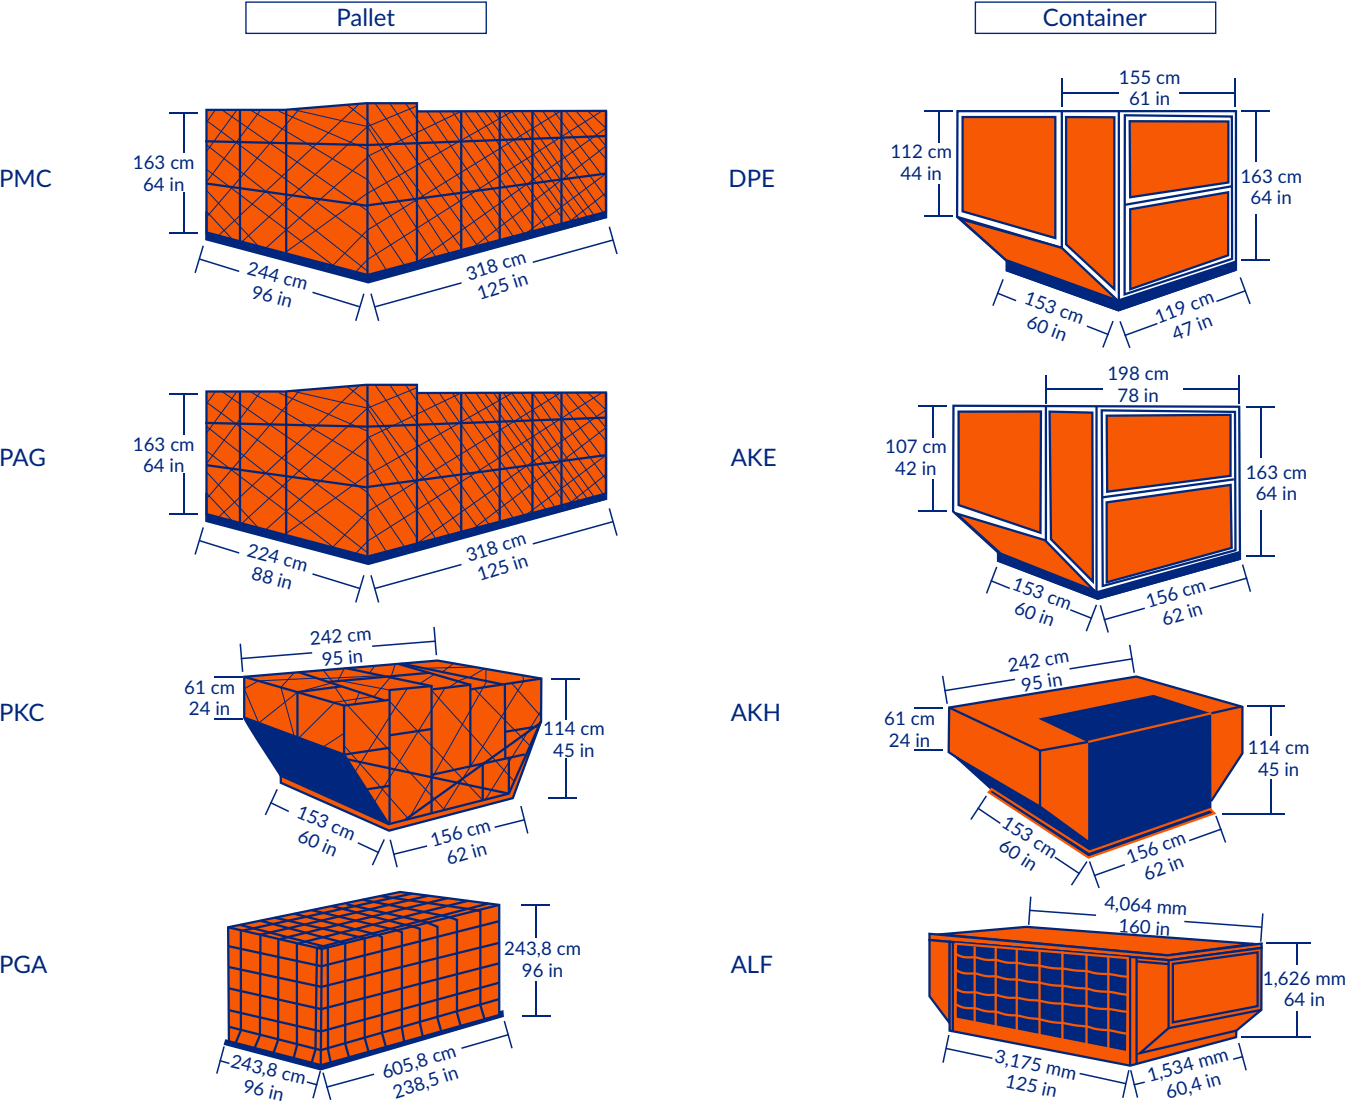 Pallet
Container
PMC
163 cm
64 in
244 cm
96 in
318 cm
125 in
DPE
155 cm
61 in
112 cm
44 in
163 cm
64 in
153 cm
60 in
119 cm
47 in
PAG
163 cm
64 in
224 cm
88 in
318 cm
125 in
AKE
198 cm
78 in
107 cm
42 in
163 cm
64 in
153 cm
60 in
156 cm
62 in
PKC
242 cm
95 in
61 cm
24 in
114 cm
45 in
153 cm
60 in
156 cm
62 in
AKH
242 cm
95 in
61 cm
24 in
114 cm
45 in
153 cm
60 in
156 cm
62 in
PGA
243,8 cm
96 in
243,8 cm
96 in
605,8 cm
238,5 in
ALF
4,064 mm
160 in
1,626 mm
64 in
3,175 mm
125 in
1,534 mm
60,4 in